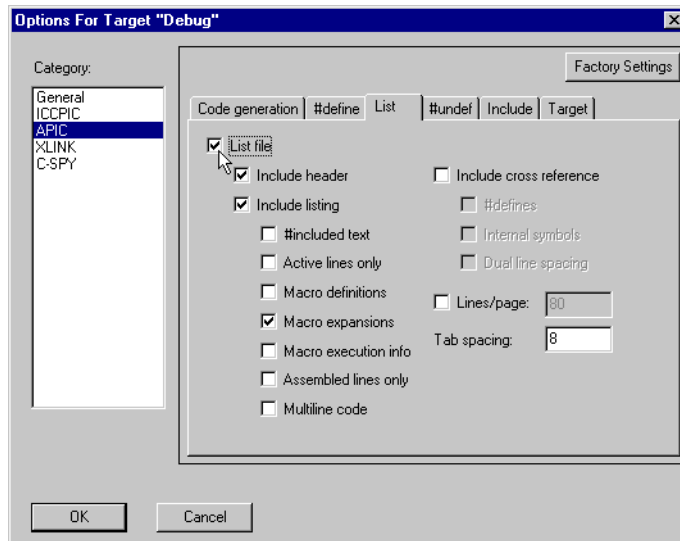 Options For Target "Debug"
Category:
Factory Settings
General
ICCPIC
APIC
XLINK
C-SPY
Code generation
#define
List
#undef
Include
Target
List file
Include header
Include listing
#included text
Active lines only
Macro definitions
Macro expansions
Macro execution info
Assembled lines only
Multiline code
Include cross reference
#defines
Internal symbols
Dual line spacing
Lines/page: 80
Tab spacing: 8
OK
Cancel